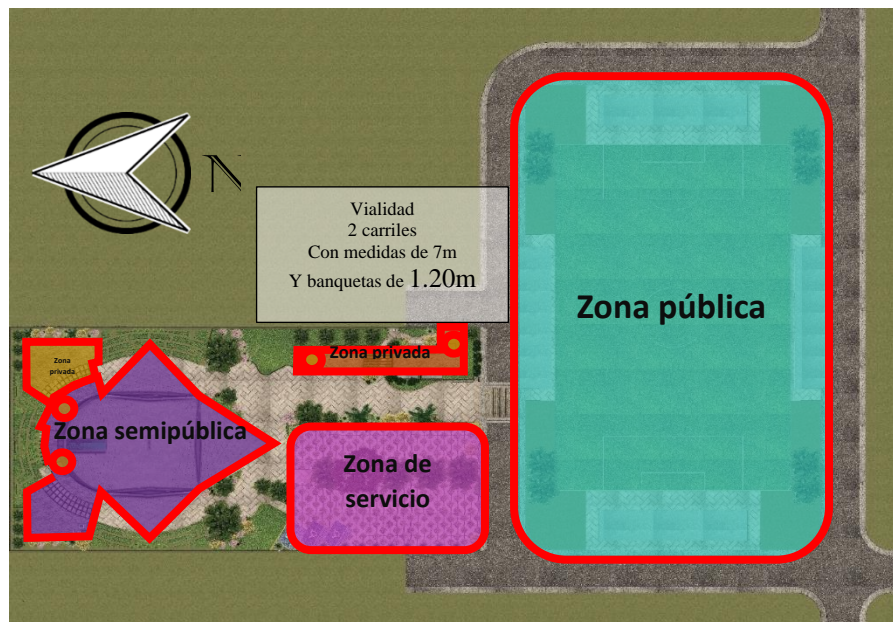 N
Vialidad
2 carriles
Con medidas de 7m
Y banquetas de 1.20m
Zona pública
Zona privada
Zona
privada
Zona semipública
Zona de
servicio